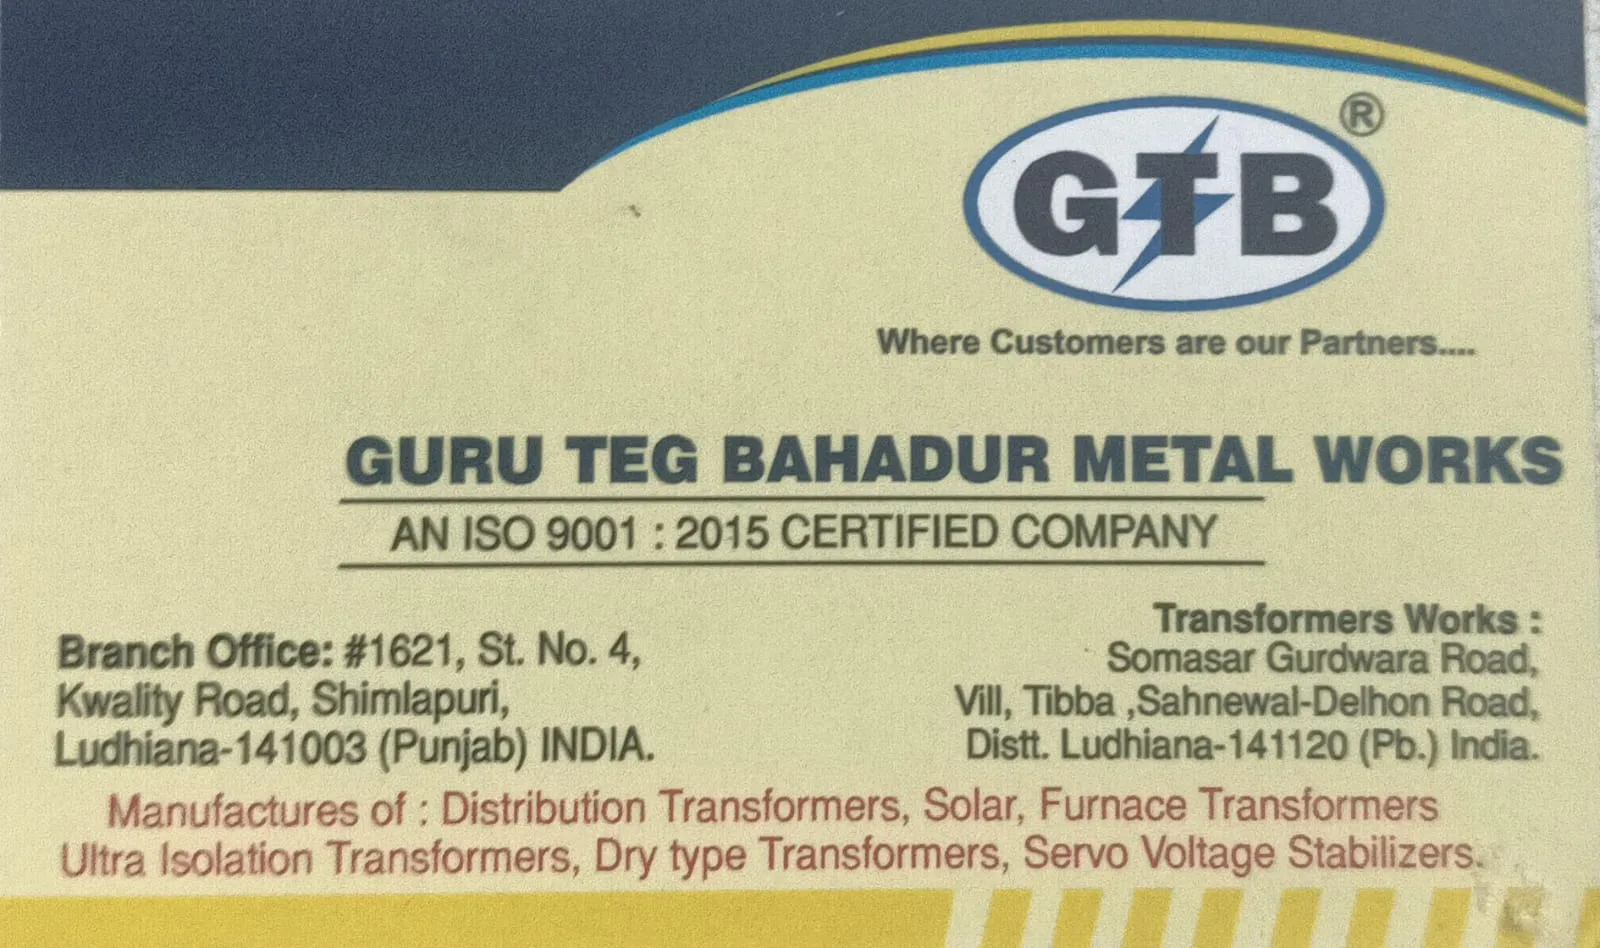 GTB®
Where Customers are our Partners....
GURU TEG BAHADUR METAL WORKS
AN ISO 9001 : 2015 CERTIFIED COMPANY
Branch Office: #1621, St. No. 4,
Kwality Road, Shimlapuri,
Ludhiana-141003 (Punjab) INDIA.
Transformers Works :
Somasar Gurdwara Road,
Vill, Tibba ,Sahnewal-Delhon Road,
Distt. Ludhiana-141120 (Pb.) India.
Manufactures of : Distribution Transformers, Solar, Furnace Transformers
Ultra Isolation Transformers, Dry type Transformers, Servo Voltage Stabilizers.